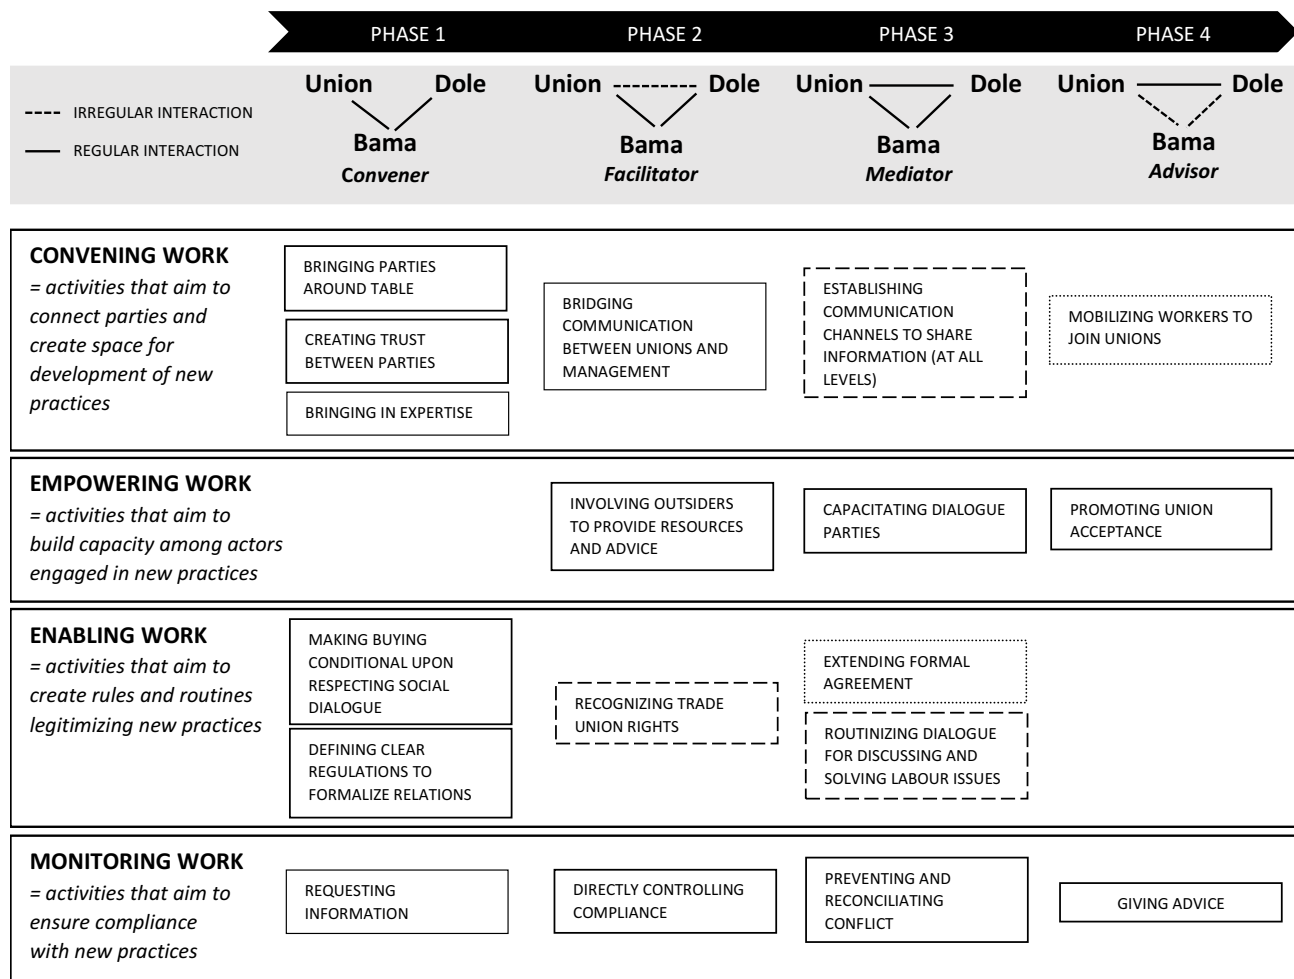 PHASE 1 PHASE 2 PHASE 3 PHASE 4
Union Dole Union Dole Union Dole Union Dole
IRREGULAR INTERACTION
REGULAR INTERACTION
Bama Bama Bama Bama
Convener Facilitator Mediator Advisor
CONVENING WORK
= activities that aim to
connect parties and
create space for
development of new
practices
BRINGING PARTIES
AROUND TABLE
CREATING TRUST
BETWEEN PARTIES
BRINGING IN EXPERTISE
BRIDGING
COMMUNICATION
BETWEEN UNIONS AND
MANAGEMENT
ESTABLISHING
COMMUNICATION
CHANNELS TO SHARE
INFORMATION (AT ALL
LEVELS)
MOBILIZING WORKERS TO
JOIN UNIONS
EMPOWERING WORK
= activities that aim to
build capacity among actors
engaged in new practices
INVOLVING OUTSIDERS
TO PROVIDE RESOURCES
AND ADVICE
CAPACITATING DIALOGUE
PARTIES
PROMOTING UNION
ACCEPTANCE
ENABLING WORK
= activities that aim to
create rules and routines
legitimizing new practices
MAKING BUYING
CONDITIONAL UPON
RESPECTING SOCIAL
DIALOGUE
DEFINING CLEAR
REGULATIONS TO
FORMALIZE RELATIONS
RECOGNIZING TRADE
UNION RIGHTS
EXTENDING FORMAL
AGREEMENT
ROUTINIZING DIALOGUE
FOR DISCUSSING AND
SOLVING LABOUR ISSUES
MONITORING WORK
= activities that aim to
ensure compliance
with new practices
REQUESTING
INFORMATION
DIRECTLY CONTROLLING
COMPLIANCE
PREVENTING AND
RECONCILIATING
CONFLICT
GIVING ADVICE